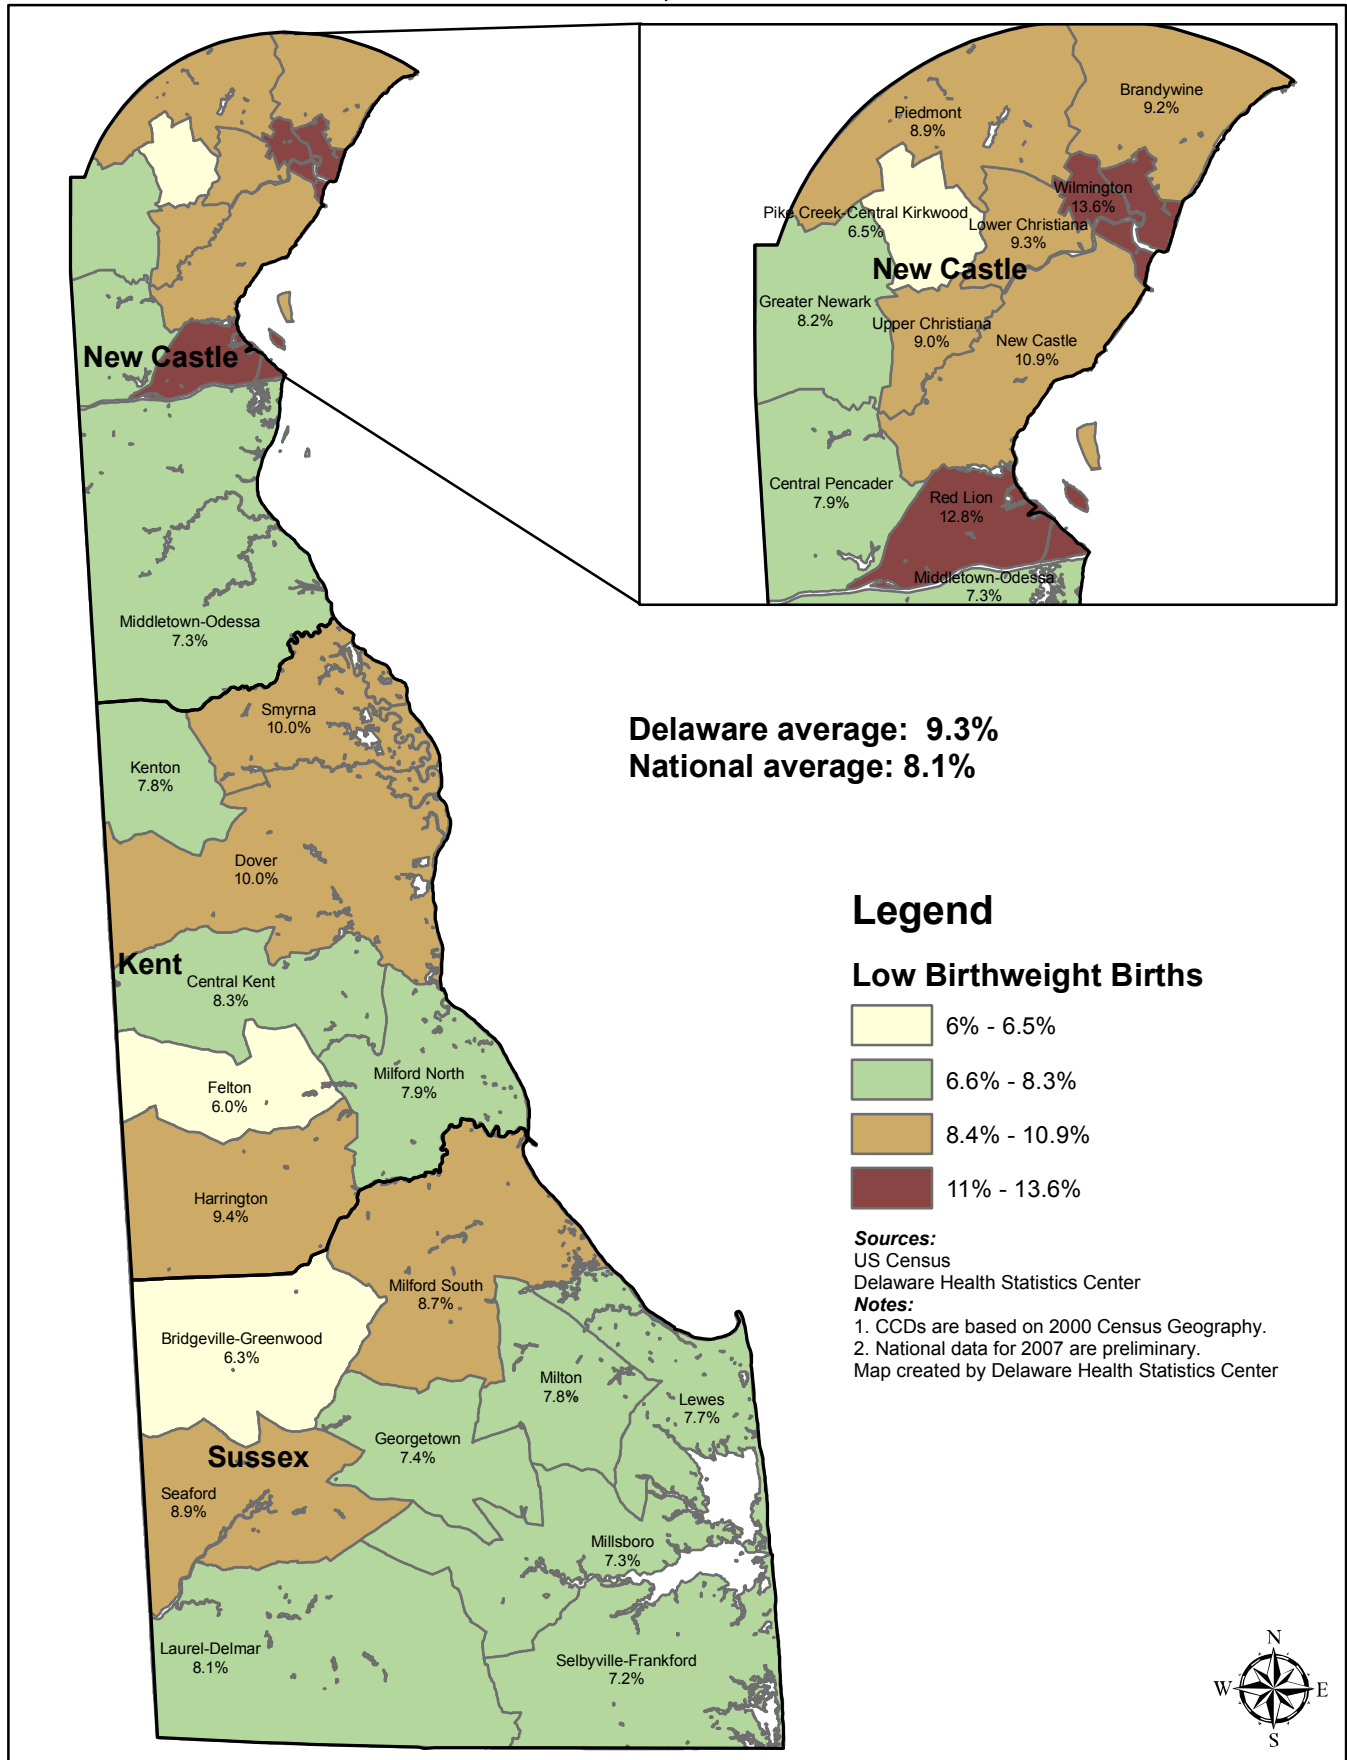 Brandywine
9.2%
Piedmont
8.9%
Wilmington
13.6%
Pike Creek-Central Kirkwood
6.5%
Lower Christiana
9.3%
New Castle
Greater Newark
8.2%
Upper Christiana
9.0%
New Castle
10.9%
Central Pencader
7.9%
Red Lion
12.8%
Middletown-Odessa
7.3%
New Castle
Middletown-Odessa
7.3%
Smyrna
10.0%
Kenton
7.8%
Dover
10.0%
Kent
Central Kent
8.3%
Felton
6.0%
Milford North
7.9%
Harrington
9.4%
Milford South
8.7%
Bridgeville-Greenwood
6.3%
Milton
7.8%
Lewes
7.7%
Georgetown
7.4%
Sussex
Seaford
8.9%
Millsboro
7.3%
Laurel-Delmar
8.1%
Selbyville-Frankford
7.2%
Delaware average: 9.3%
National average: 8.1%
Legend
Low Birthweight Births
6% - 6.5%
6.6% - 8.3%
8.4% - 10.9%
11% - 13.6%
Sources:
US Census
Delaware Health Statistics Center
Notes:
1. CCDs are based on 2000 Census Geography.
2. National data for 2007 are preliminary.
Map created by Delaware Health Statistics Center
N
W
E
S